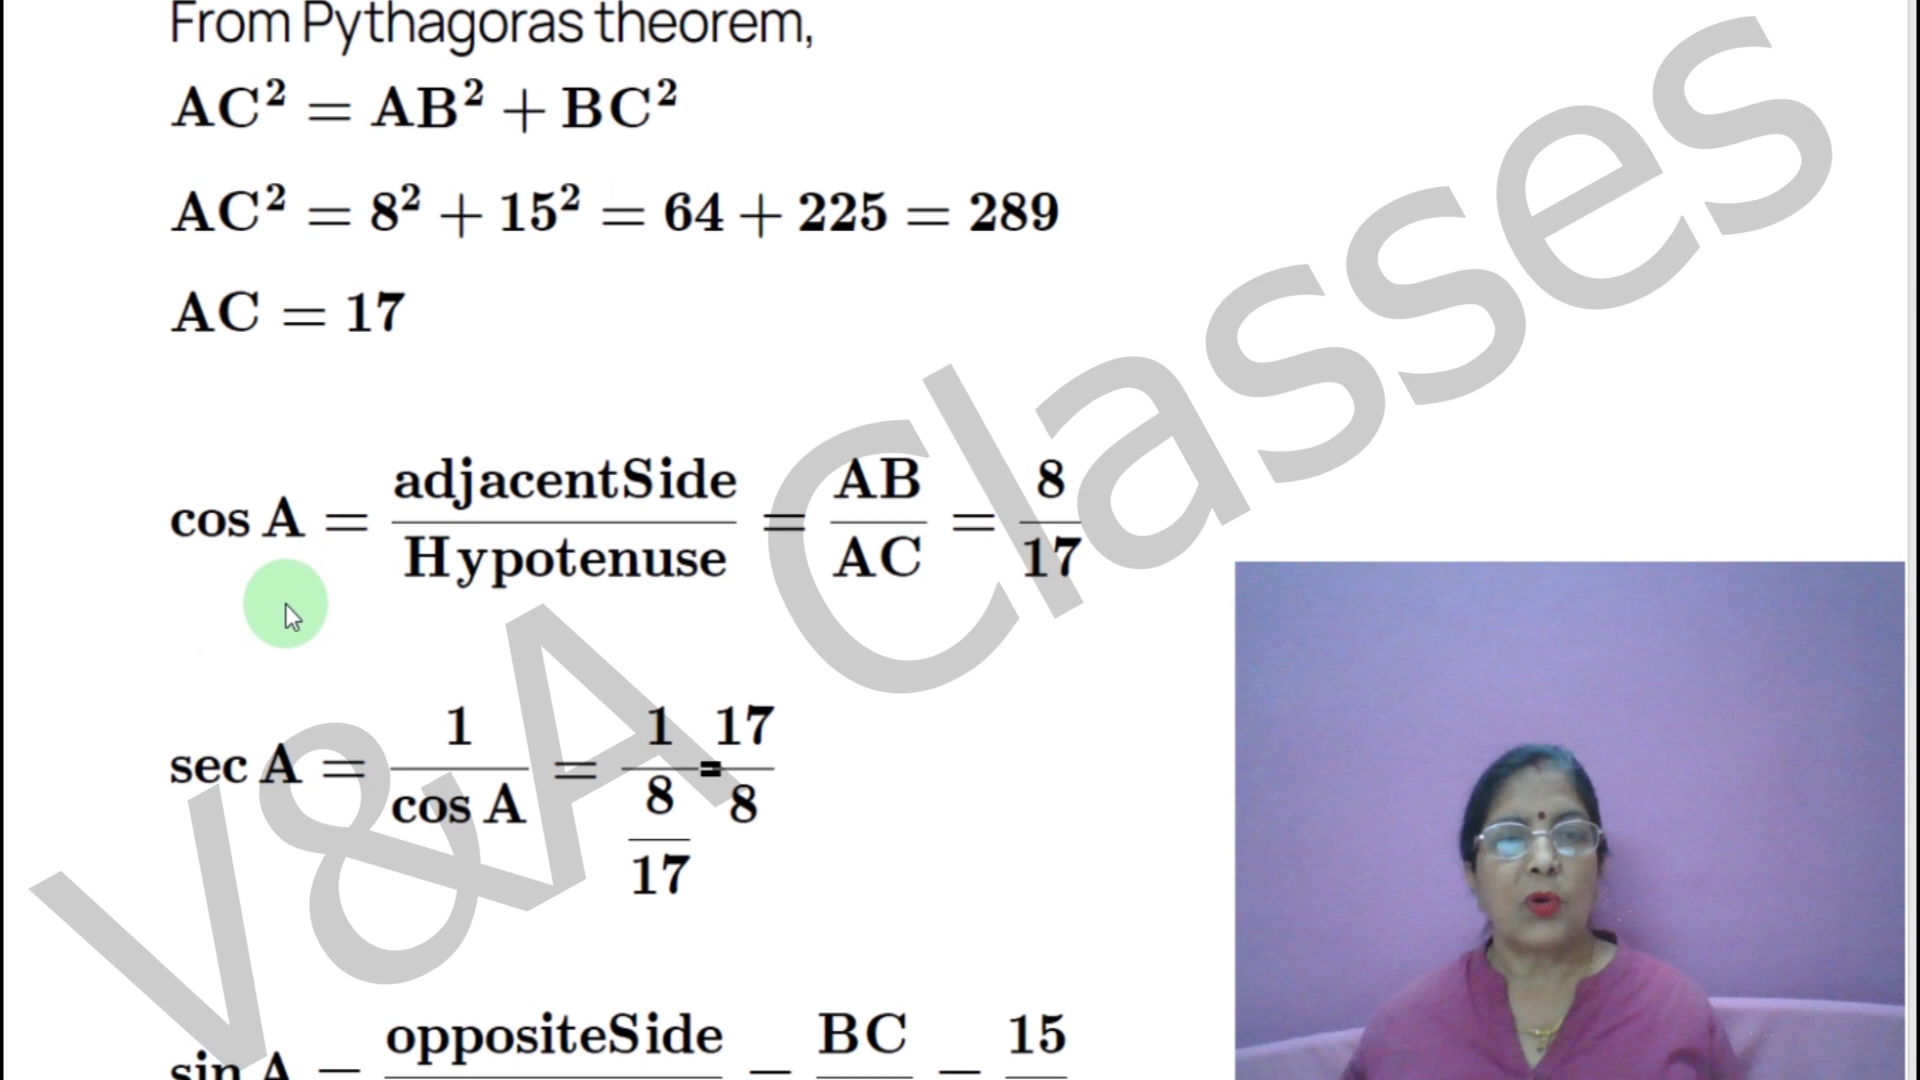 From Pythagoras theorem,
AC² = AB² + BC²
AC² = 8² + 15² = 64 + 225 = 289
AC = 17
cos A = adjacentSide / Hypotenuse = AB / AC = 8 / 17
sec A = 1 / cos A = 1 / (8 / 17) = 17 / 8
sin A = oppositeSide = BC = 15
V&A Classes